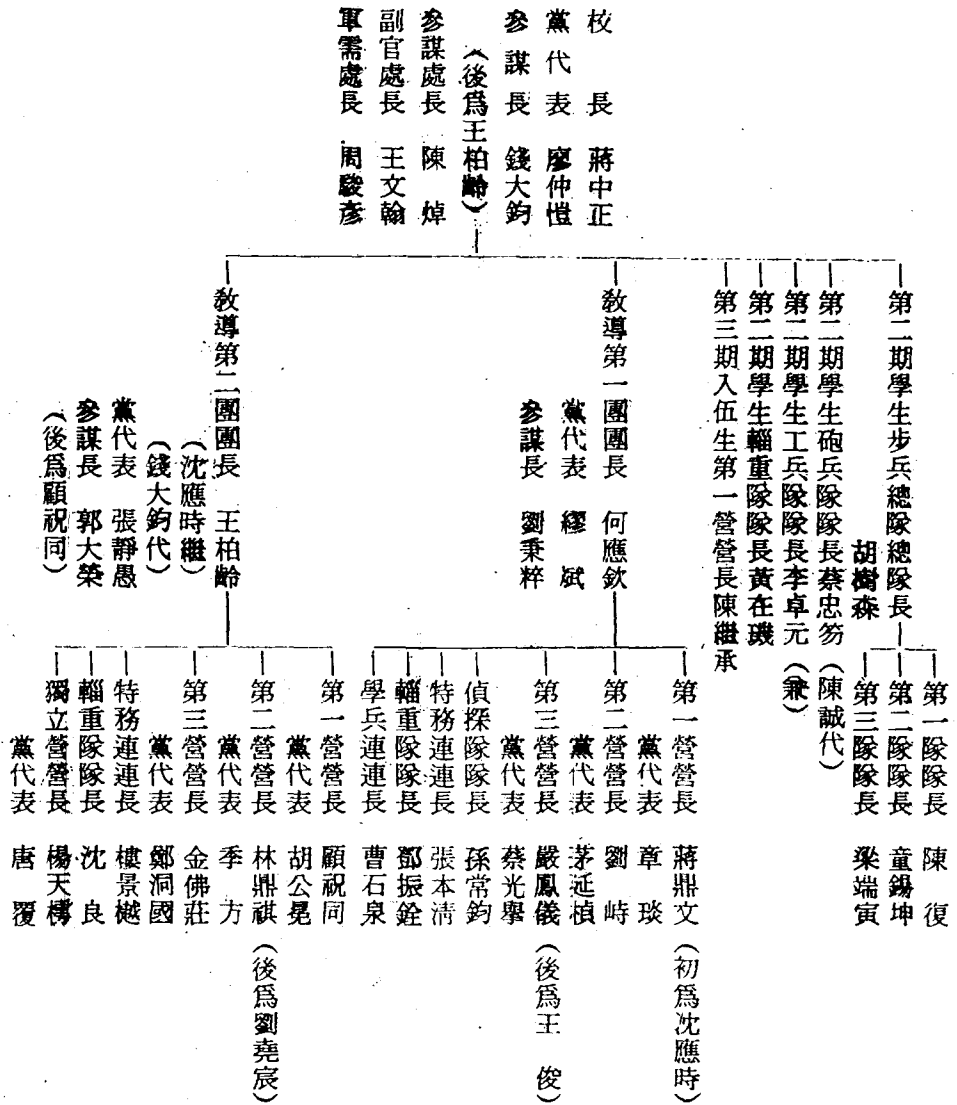 校長 蔣中正
黨代表 廖仲愷
參謀長 錢大鈞
(後爲王柏齡)
參謀處長 陳焯
副官處長 王文翰
軍需處長 周駿彥
第二期學生步兵總隊總隊長
胡樹森
第一隊隊長 陳復
第二隊隊長 童錫坤
第三隊隊長 梁端寅
第二期學生砲兵隊隊長蔡忠笏(陳誠代)
第二期學生工兵隊隊長李卓元(兼)
第二期學生輜重隊隊長黃在璣
第三期入伍生第一營營長陳繼承
教導第一團團長 何應欽
黨代表 繆斌
參謀長 劉秉粹
第一營營長 蔣鼎文(初爲沈應時)
黨代表 章琰
第二營營長 劉峙
黨代表 茅延楨
第三營營長 嚴鳳儀(後爲王俊)
黨代表 蔡光舉
偵探隊隊長 孫常鈞
特務連連長 張本清
輜重隊隊長 鄧振銓
學兵連連長 曹石泉
教導第二團團長 王柏齡
(沈應時繼)
(錢大鈞代)
黨代表 張靜愚
參謀長 郭大榮
(後爲顧祝同)
第一營營長 顧祝同
黨代表 胡公冕
第二營營長 林鼎祺(後爲劉堯宸)
黨代表 季方
第三營營長 金佛莊
黨代表 鄭洞國
特務連連長 樓景樾
輜重隊隊長 沈良
獨立營營長 楊天
黨代表 唐